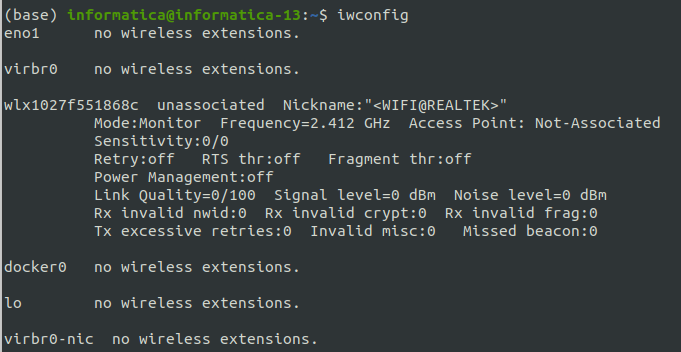 (base) informatica@informatica-13:~$ iwconfig
eno1      no wireless extensions.
virbr0    no wireless extensions.
wlx1027f551868c  unassociated  Nickname:"<WIFI@REALTEK>"
          Mode:Monitor  Frequency=2.412 GHz  Access Point: Not-Associated
          Sensitivity:0/0
          Retry:off   RTS thr:off   Fragment thr:off
          Power Management:off
          Link Quality=0/100  Signal level=0 dBm  Noise level=0 dBm
          Rx invalid nwid:0  Rx invalid crypt:0  Rx invalid frag:0
          Tx excessive retries:0  Invalid misc:0   Missed beacon:0
docker0   no wireless extensions.
lo        no wireless extensions.
virbr0-nic  no wireless extensions.